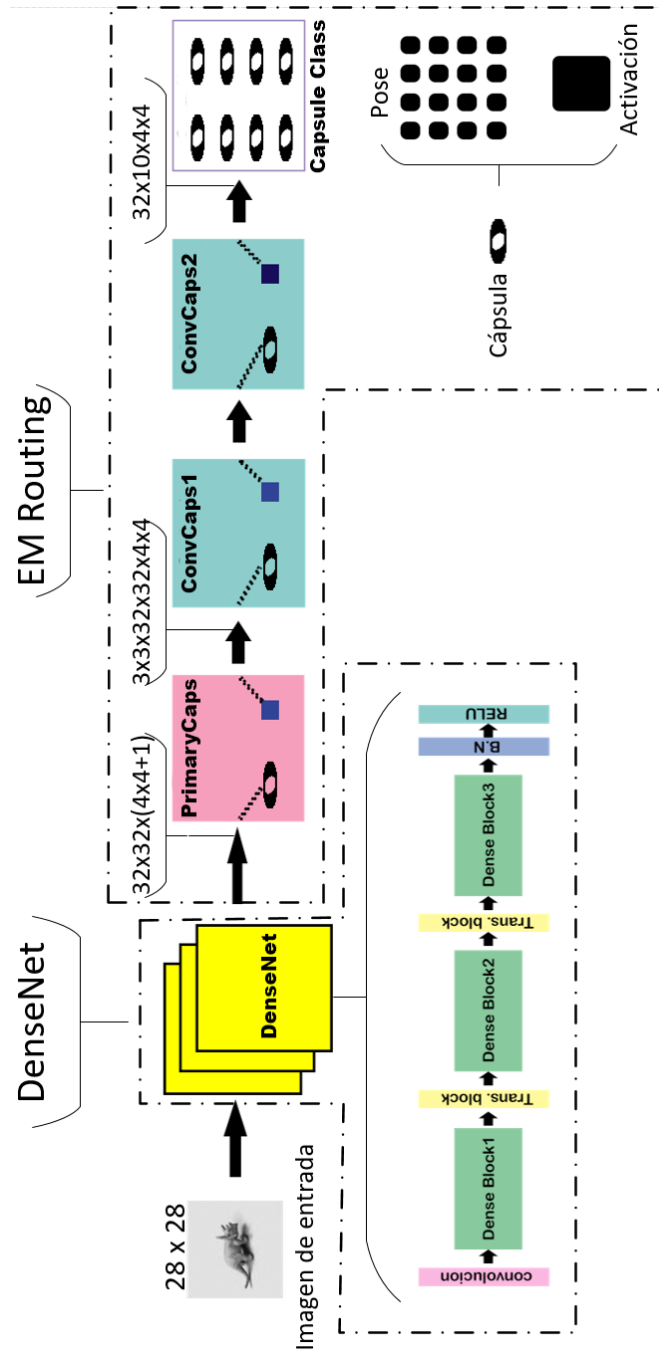 DenseNet
EM Routing
28 x 28
Imagen de entrada
DenseNet
32x32x(4x4+1)
PrimaryCaps
3x3x32x32x4x4
ConvCaps1
ConvCaps2
32x10x4x4
Capsule Class
convolucion
Dense Block1
Trans. block
Dense Block2
Trans. block
Dense Block3
B.N
RELU
Cápsula
Pose
Activación